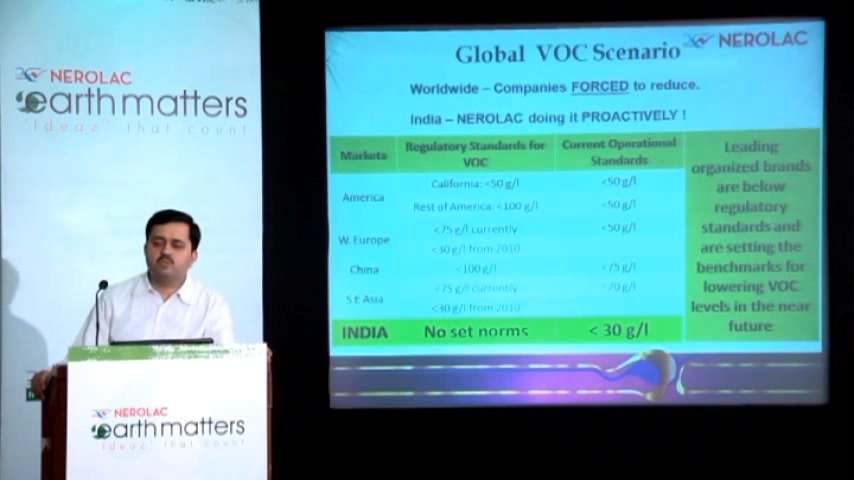 NEROLAC
earthmatters
"Ideaz" that count
NEROLAC
earthmatters
"Ideaz" that count
NEROLAC
Global VOC Scenario
Worldwide – Companies FORCED to reduce.
India – NEROLAC doing it PROACTIVELY !
Markets
Regulatory Standards for VOC
Current Operational Standards
America
California: <50 g/l
<50 g/l
Rest of America: <100 g/l
<50 g/l
W. Europe
<75 g/l currently
<50 g/l
<30 g/l from 2010
China
<100 g/l
<75 g/l
S E Asia
<75 g/l currently
<70 g/l
<30 g/l from 2010
INDIA
No set norms
< 30 g/l
Leading
organized brands
are below
regulatory
standards and
are setting the
benchmarks for
lowering VOC
levels in the near
future